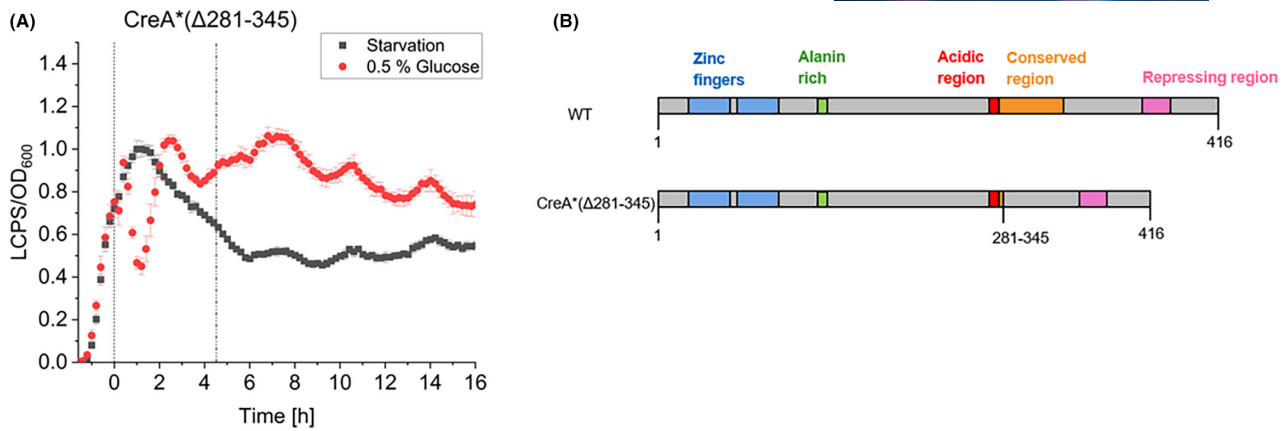 (A)
CreA*(Δ281-345)
Starvation
0.5 % Glucose
1.4
1.2
1.0
0.8
0.6
0.4
0.2
0.0
LCPS/OD600
0 2 4 6 8 10 12 14 16
Time [h]
(B)
Zinc
fingers
Alanin
rich
Acidic
region
Conserved
region
Repressing region
WT
1
416
CreA*(Δ281-345)
1
281-345
416